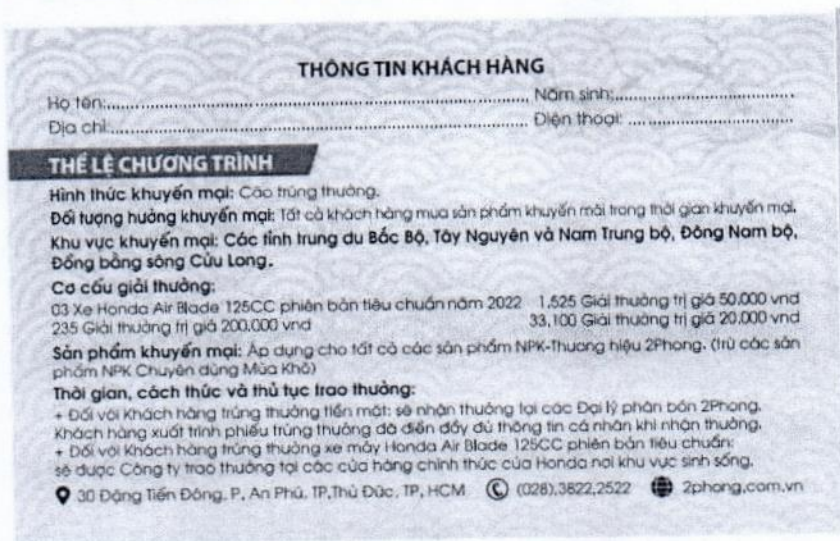 THÔNG TIN KHÁCH HÀNG
Họ tên:........................ Năm sinh:........................
Địa chỉ:........................ Điện thoại: ........................
THỂ LỆ CHƯƠNG TRÌNH
Hình thức khuyến mại: Cào trúng thưởng.
Đối tượng hưởng khuyến mại: Tất cả khách hàng mua sản phẩm khuyến mãi trong thời gian khuyến mại.
Khu vực khuyến mại: Các tỉnh trung du Bắc Bộ, Tây Nguyên và Nam Trung bộ, Đông Nam bộ,
Đồng bằng sông Cửu Long.
Cơ cấu giải thưởng:
03 Xe Honda Air Blade 125CC phiên bản tiêu chuẩn năm 2022 1,525 Giải thưởng trị giá 50.000 vnd
235 Giải thưởng trị giá 200.000 vnd 33,100 Giải thưởng trị giá 20.000 vnd
Sản phẩm khuyến mại: Áp dụng cho tất cả các sản phẩm NPK-Thương hiệu 2Phong. (trừ các sản
phẩm NPK Chuyên dùng Mùa Khô)
Thời gian, cách thức và thủ tục trao thưởng:
+ Đối với Khách hàng trúng thưởng tiền mặt: sẽ nhận thưởng tại các Đại lý phân bón 2Phong.
Khách hàng xuất trình phiếu trúng thưởng đã điền đầy đủ thông tin cá nhân khi nhận thưởng.
+ Đối với Khách hàng trúng thưởng xe máy Honda Air Blade 125CC phiên bản tiêu chuẩn:
sẽ được Công ty trao thưởng tại các cửa hàng chính thức của Honda nơi khu vực sinh sống.
30 Đặng Tiến Đông, P, An Phú, TP,Thủ Đức, TP, HCM (028),3822,2522 2phong,com,vn